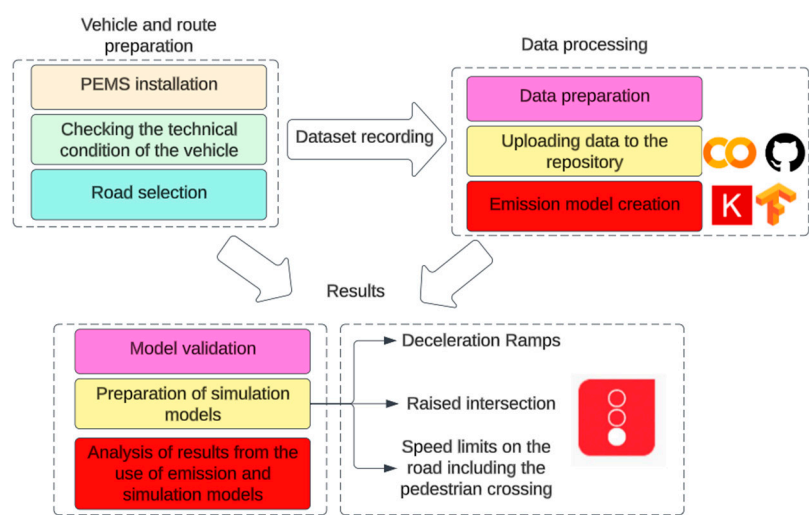 Vehicle and route
preparation
PEMS installation
Checking the technical
condition of the vehicle
Road selection
Dataset recording
Data processing
Data preparation
Uploading data to the
repository
CO
Emission model creation
K
Results
Model validation
Preparation of simulation
models
Analysis of results from the
use of emission and
simulation models
Deceleration Ramps
Raised intersection
Speed limits on the
road including the
pedestrian crossing